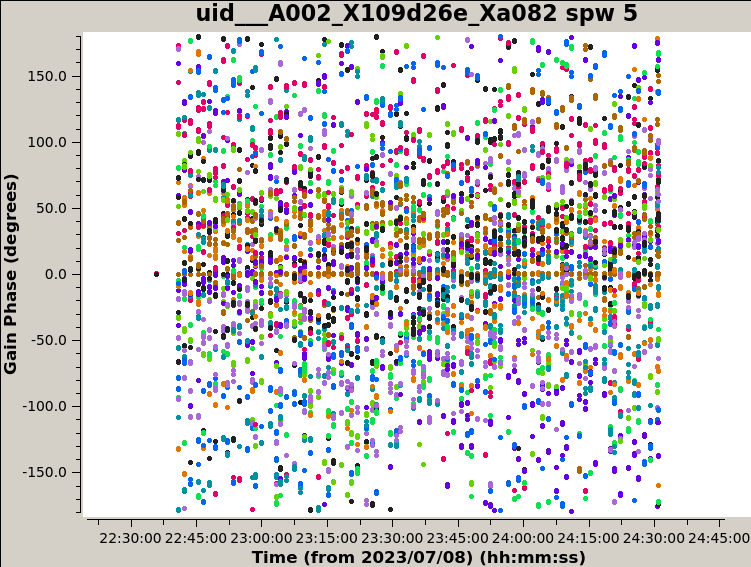 uid___A002_X109d26e_Xa082 spw 5
150.0
100.0
50.0
0.0
-50.0
-100.0
-150.0
Gain Phase (degrees)
22:30:00 22:45:00 23:00:00 23:15:00 23:30:00 23:45:00 24:00:00 24:15:00 24:30:00 24:45:00
Time (from 2023/07/08) (hh:mm:ss)